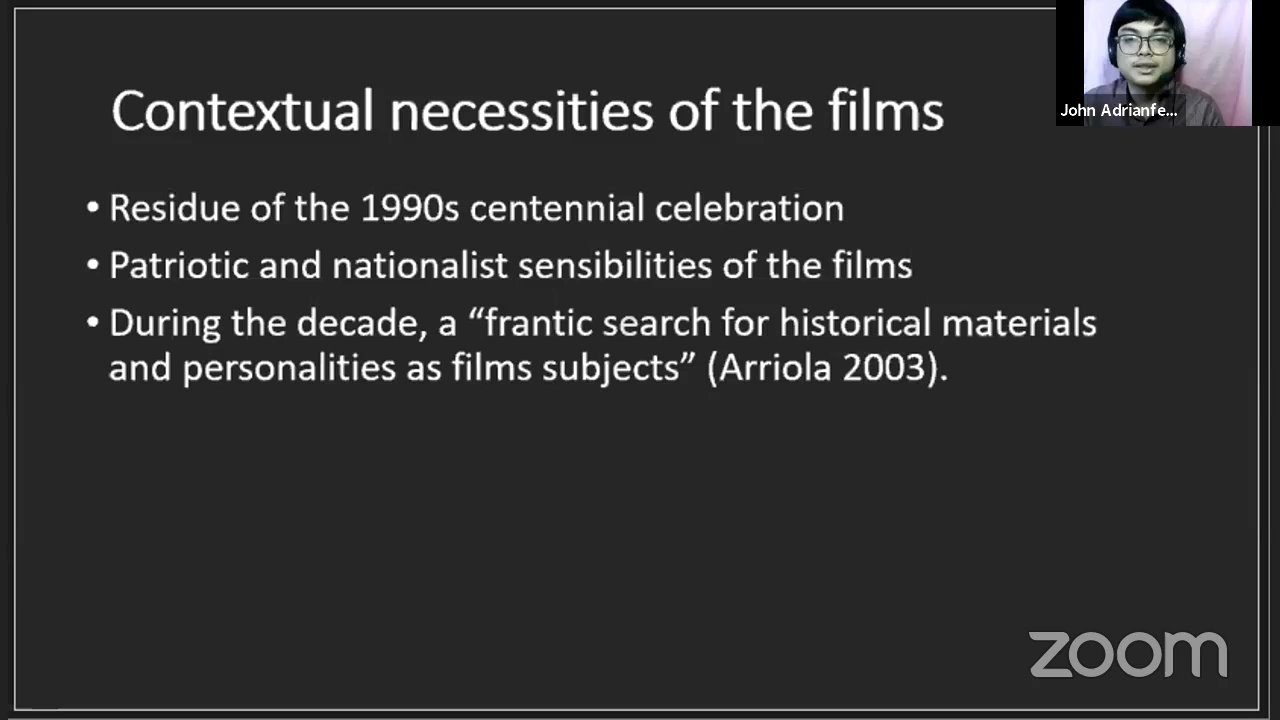 Contextual necessities of the films
• Residue of the 1990s centennial celebration
• Patriotic and nationalist sensibilities of the films
• During the decade, a “frantic search for historical materials
and personalities as films subjects” (Arriola 2003).
John Adrianfe...
zoom